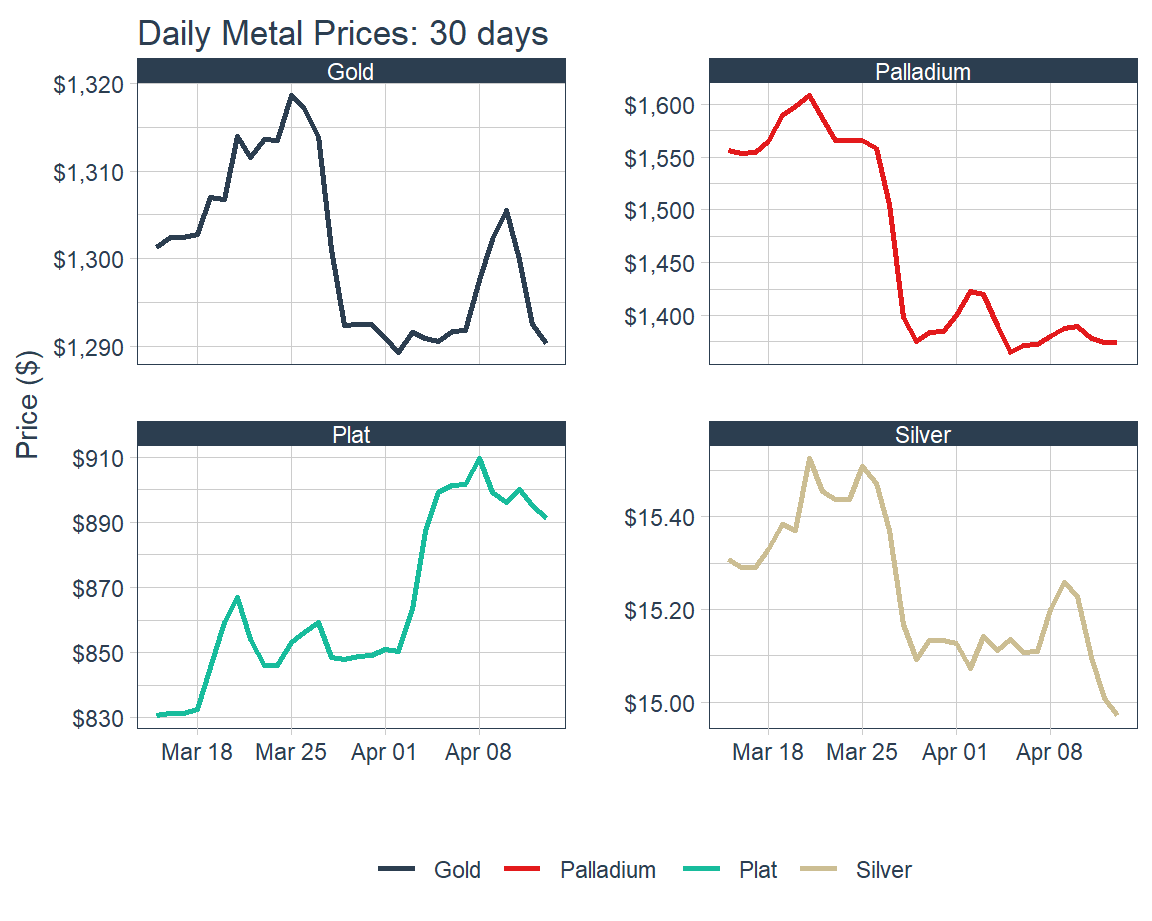 Daily Metal Prices: 30 days
Price ($)
Gold
$1,320
$1,310
$1,300
$1,290
Palladium
$1,600
$1,550
$1,500
$1,450
$1,400
Plat
$910
$890
$870
$850
$830
Mar 18 Mar 25 Apr 01 Apr 08
Silver
$15.40
$15.20
$15.00
Mar 18 Mar 25 Apr 01 Apr 08
Gold Palladium Plat Silver